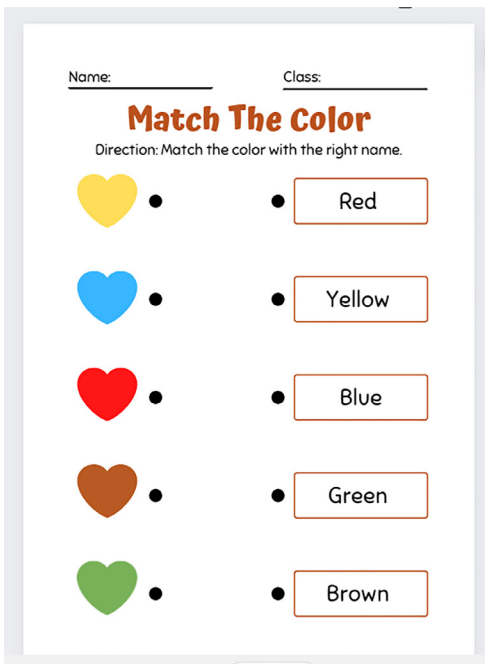 Name: Class:
Match The Color
Direction: Match the color with the right name.
Red
Yellow
Blue
Green
Brown